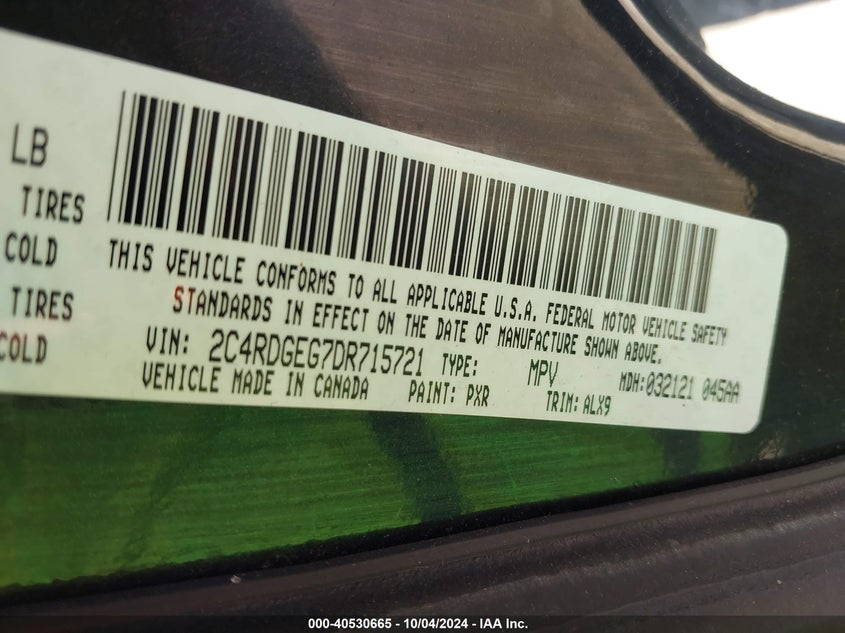 LB
TIRES
COLD
TIRES
COLD
THIS VEHICLE CONFORMS TO ALL APPLICABLE U.S.A. FEDERAL MOTOR VEHICLE SAFETY
STANDARDS IN EFFECT ON THE DATE OF MANUFACTURE SHOWN ABOVE.
VIN: 2C4RDGEG7DR715721 TYPE: MPV MDH:032121 045AA
VEHICLE MADE IN CANADA PAINT: PXR TRIM: ALX9
000-40530665 - 10/04/2024 - IAA Inc.